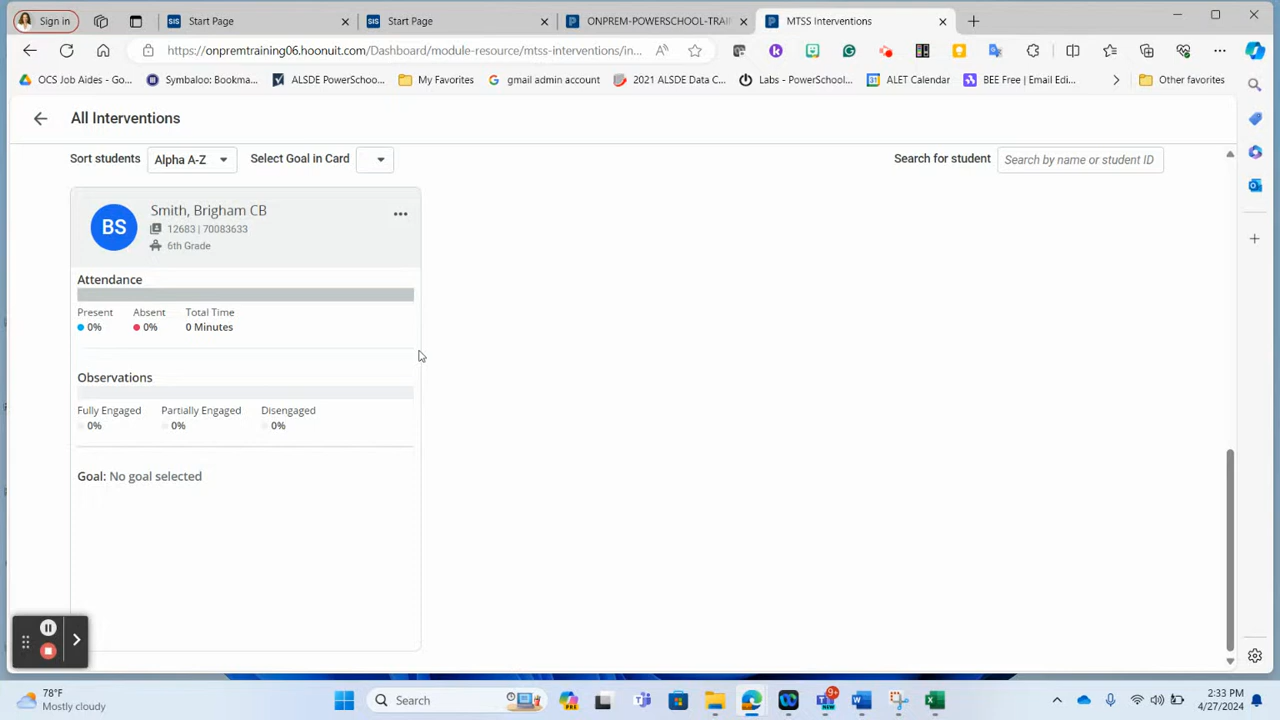 Sign in
Start Page
Start Page
ONPREM-POWERSCHOOL-TRAI
MTSS Interventions
https://onpremtraining06.hoonuit.com/Dashboard/module-resource/mtss-interventions/in...
OCS Job Aides - Go...
Symbaloo: Bookma...
ALSDE PowerSchoo...
My Favorites
gmail admin account
2021 ALSDE Data C...
Labs - PowerSchool...
ALET Calendar
BEE Free | Email Edi...
Other favorites
All Interventions
Sort students
Alpha A-Z
Select Goal in Card
Search for student
Search by name or student ID
BS
Smith, Brigham CB
12683 | 70083633
6th Grade
Attendance
Present
Absent
Total Time
0%
0%
0 Minutes
Observations
Fully Engaged
Partially Engaged
Disengaged
0%
0%
0%
Goal: No goal selected
78°F
Mostly cloudy
Search
9+
2:33 PM
4/27/2024